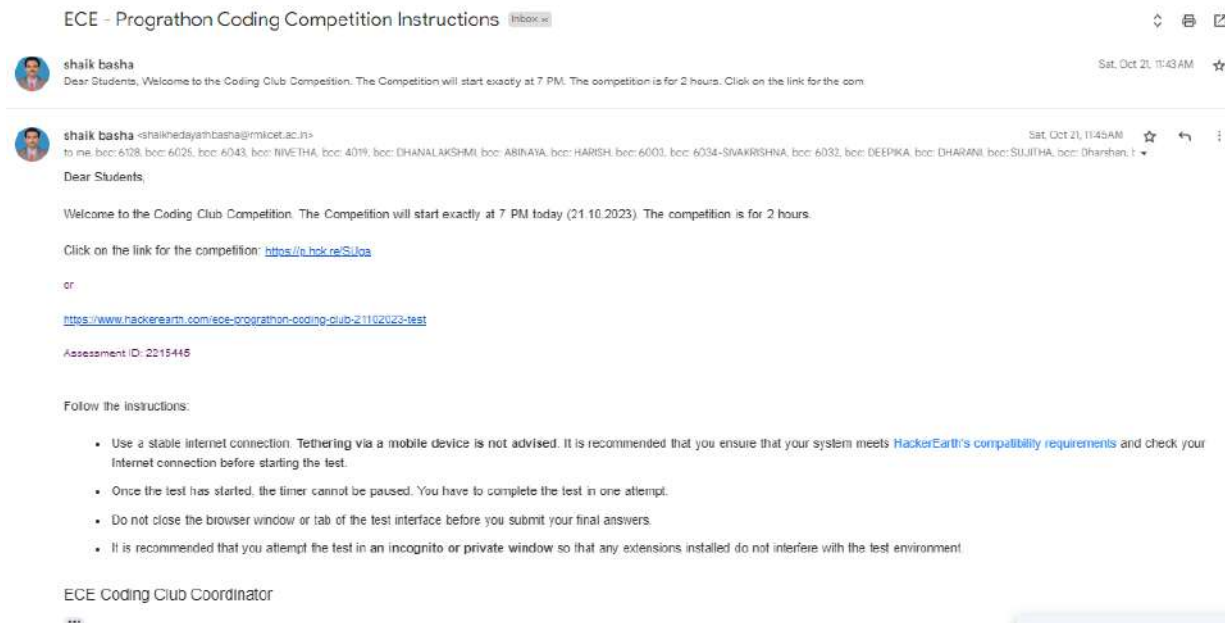 ECE - Prograthon Coding Competition Instructions Inbox ×
shaik basha
Sat, Oct 21, 11:43 AM
Dear Students, Welcome to the Coding Club Competition. The Competition will start exactly at 7 PM. The competition is for 2 hours. Click on the link for the com
shaik basha <shaikhedayathbasha@rmkcet.ac.in>
Sat, Oct 21, 11:45 AM
to me, bcc: 6128, bcc: 6025, bcc: 6043, bcc: NIVETHA, bcc: 4019, bcc: DHANALAKSHMI, bcc: ABINAYA, bcc: HARISH, bcc: 6003, bcc: 6034-SIVAKRISHNA, bcc: 6032, bcc: DEEPIKA, bcc: DHARANI, bcc: SUJITHA, bcc: Dharshan,
Dear Students,
Welcome to the Coding Club Competition. The Competition will start exactly at 7 PM today (21.10.2023). The competition is for 2 hours.
Click on the link for the competition: https://p.hck.re/SUga
or
https://www.hackerearth.com/ece-prograthon-coding-club-21102023-test
Assessment ID: 2215445
Follow the instructions:
• Use a stable internet connection. Tethering via a mobile device is not advised. It is recommended that you ensure that your system meets HackerEarth's compatibility requirements and check your
Internet connection before starting the test.
• Once the test has started, the timer cannot be paused. You have to complete the test in one attempt.
• Do not close the browser window or tab of the test interface before you submit your final answers.
• It is recommended that you attempt the test in an incognito or private window so that any extensions installed do not interfere with the test environment.
ECE Coding Club Coordinator